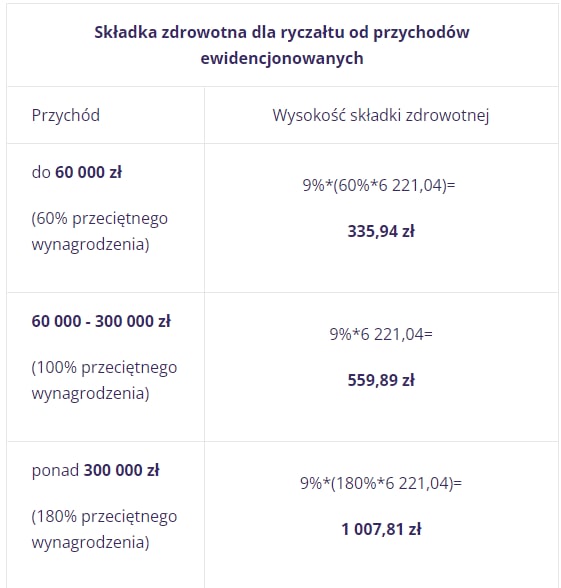 Składka zdrowotna dla ryczałtu od przychodów
ewidencjonowanych
Przychód
Wysokość składki zdrowotnej
do 60 000 zł
(60% przeciętnego
wynagrodzenia)
9%*(60%*6 221,04)=
335,94 zł
60 000 - 300 000 zł
(100% przeciętnego
wynagrodzenia)
9%*6 221,04=
559,89 zł
ponad 300 000 zł
(180% przeciętnego
wynagrodzenia)
9%*(180%*6 221,04)=
1 007,81 zł